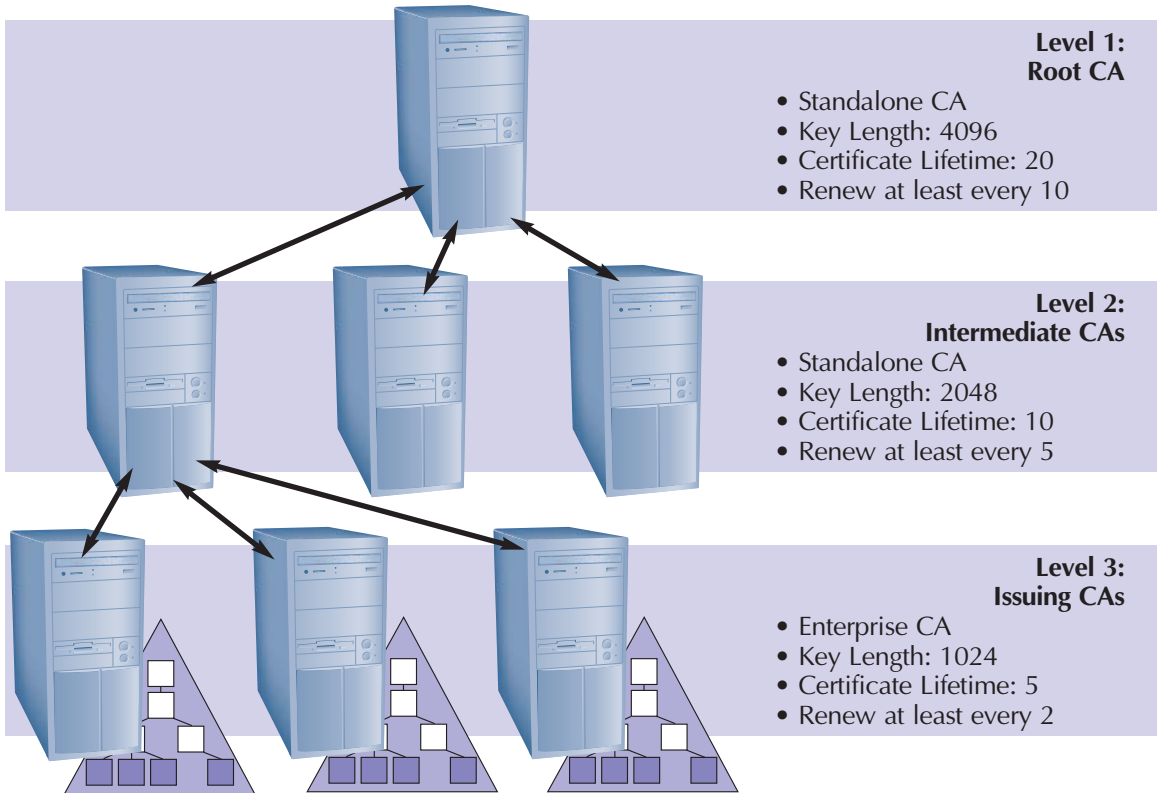 Level 1:
Root CA
• Standalone CA
• Key Length: 4096
• Certificate Lifetime: 20
• Renew at least every 10
Level 2:
Intermediate CAs
• Standalone CA
• Key Length: 2048
• Certificate Lifetime: 10
• Renew at least every 5
Level 3:
Issuing CAs
• Enterprise CA
• Key Length: 1024
• Certificate Lifetime: 5
• Renew at least every 2